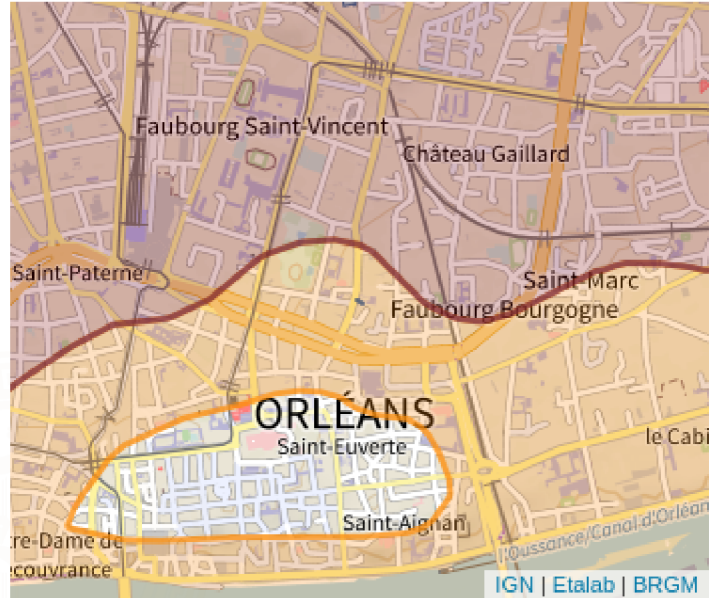 Faubourg Saint-Vincent
Château Gaillard
Saint-Paterne
Saint-Marc
Faubourg Bourgogne
ORLÉANS
Saint-Euverte
le Cabi
Saint-Aignan
tre-Dame de
ecouvrance
l'Oussance/Canal d'Orléan
IGN | Etalab | BRGM